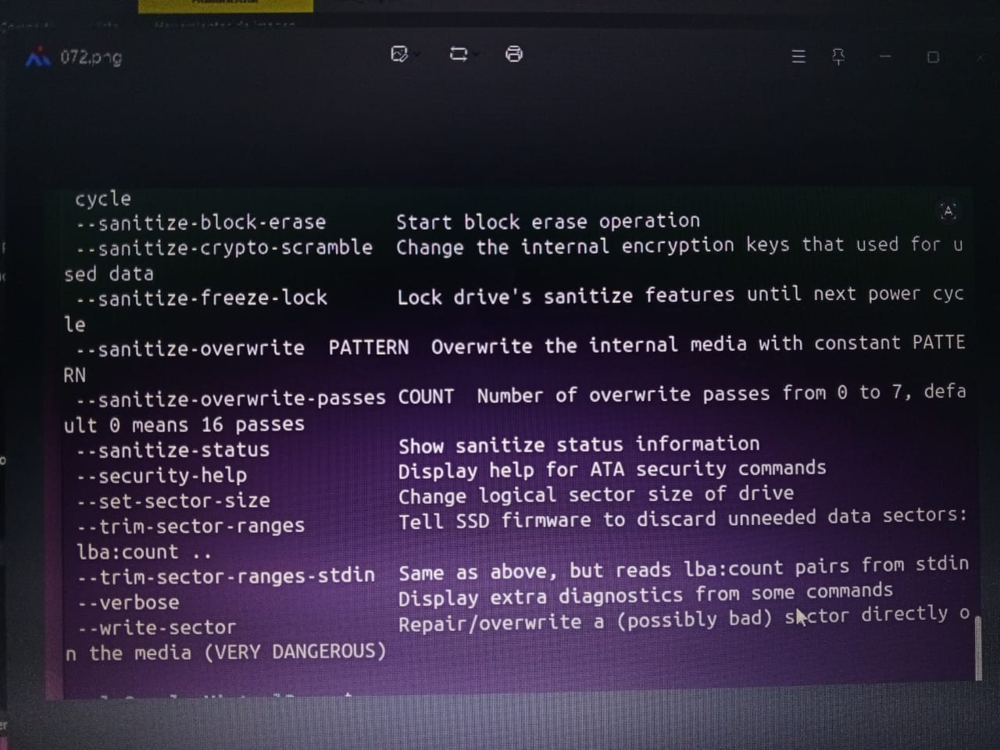 072.png
cycle
--sanitize-block-erase Start block erase operation
--sanitize-crypto-scramble Change the internal encryption keys that used for u
sed data
--sanitize-freeze-lock Lock drive's sanitize features until next power cyc
le
--sanitize-overwrite PATTERN Overwrite the internal media with constant PATTE
RN
--sanitize-overwrite-passes COUNT Number of overwrite passes from 0 to 7, defa
ult 0 means 16 passes
--sanitize-status Show sanitize status information
--security-help Display help for ATA security commands
--set-sector-size Change logical sector size of drive
--trim-sector-ranges Tell SSD firmware to discard unneeded data sectors:
lba:count ..
--trim-sector-ranges-stdin Same as above, but reads lba:count pairs from stdin
--verbose Display extra diagnostics from some commands
--write-sector Repair/overwrite a (possibly bad) sector directly o
n the media (VERY DANGEROUS)